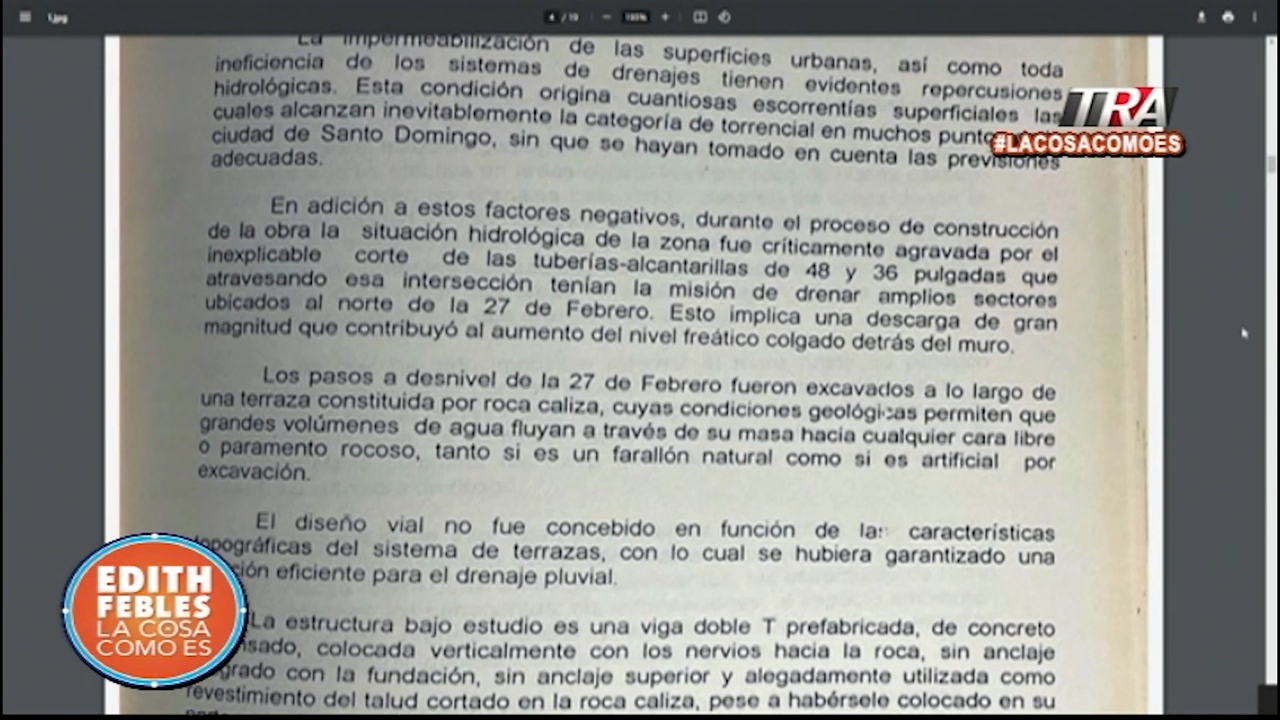 1.jpg
4 / 19
100%
La impermeabilización de las superficies urbanas, así como toda
ineficiencia de los sistemas de drenajes tienen evidentes repercusiones
hidrológicas. Esta condición origina cuantiosas escorrentías superficiales las
cuales alcanzan inevitablemente la categoría de torrencial en muchos
ciudad de Santo Domingo, sin que se hayan tomado en cuenta las previsiones
adecuadas.
TRA
#LACOSACOMOES
En adición a estos factores negativos, durante el proceso de construcción
de la obra la situación hidrológica de la zona fue críticamente agravada por el
inexplicable corte de las tuberías-alcantarillas de 48 y 36 pulgadas que
atravesando esa intersección tenían la misión de drenar amplios sectores
ubicados al norte de la 27 de Febrero. Esto implica una descarga de gran
magnitud que contribuyó al aumento del nivel freático colgado detrás del muro.
Los pasos a desnivel de la 27 de Febrero fueron excavados a lo largo de
una terraza constituida por roca caliza, cuyas condiciones geológicas permiten que
grandes volúmenes de agua fluyan a través de su masa hacia cualquier cara libre
o paramento rocoso, tanto si es un farallón natural como si es artificial por
excavación.
El diseño vial no fue concebido en función de las características
topográficas del sistema de terrazas, con lo cual se hubiera garantizado una
eficiente para el drenaje pluvial.
La estructura bajo estudio es una viga doble T prefabricada, de concreto
colocada verticalmente con los nervios hacia la roca, sin anclaje
con la fundación, sin anclaje superior y alegadamente utilizada como
revestimiento del talud cortado en la roca caliza, pese a habérsele colocado en su
EDITH
FEBLES
LA COSA
COMO ES